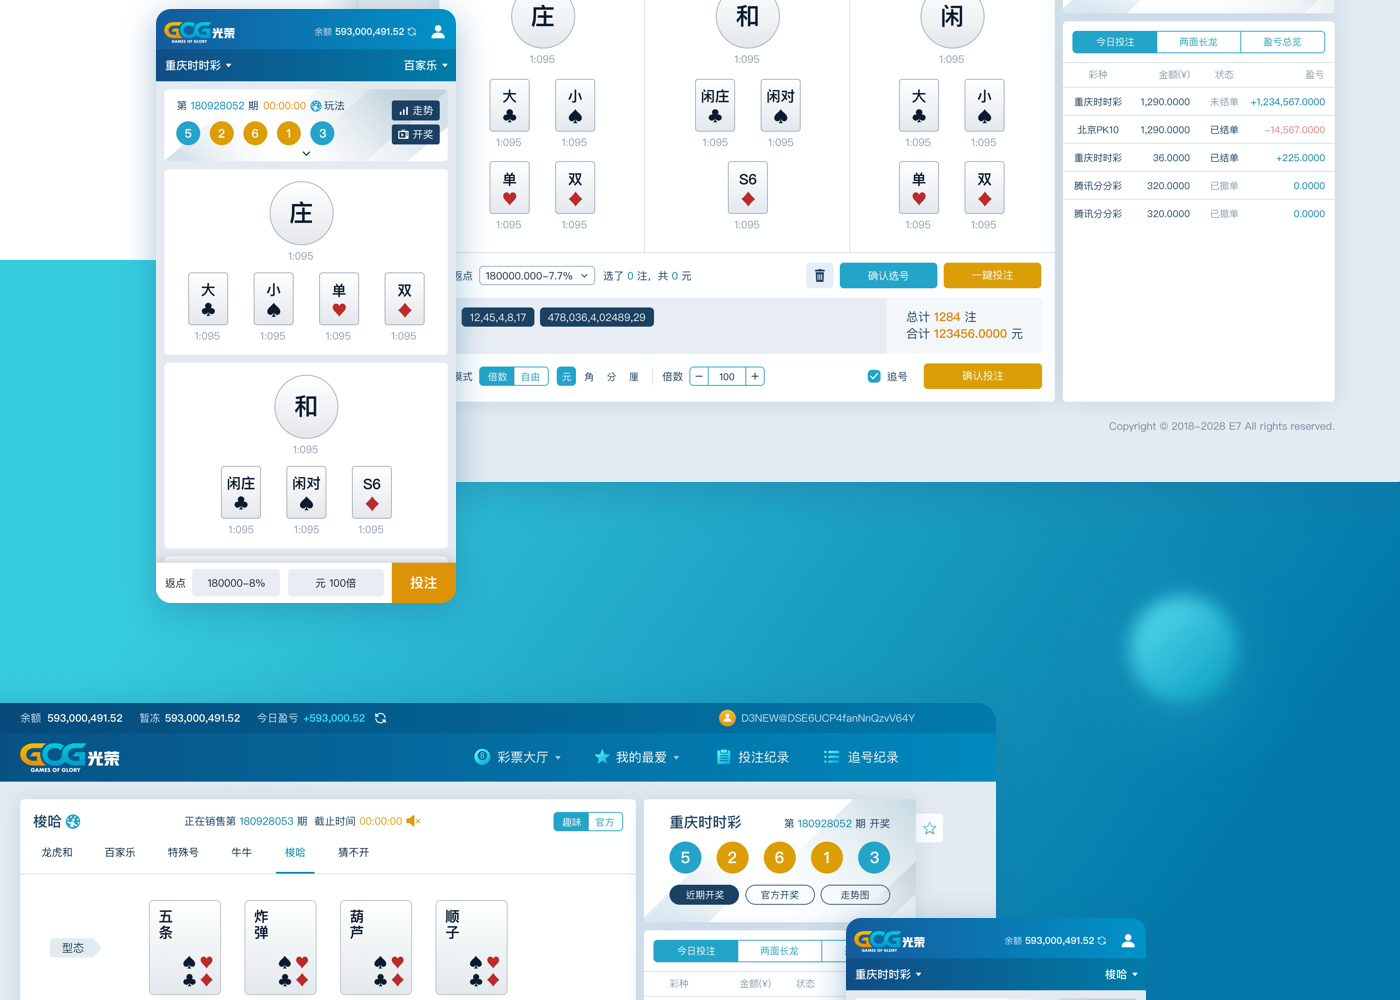 GCG光荣
GAMES OF GLORY
余额 593,000,491.52
重庆时时彩
百家乐
第 180928052 期 00:00:00 玩法
走势
5 2 6 1 3
开奖
庄
1:095
大 小 单 双
1:095 1:095 1:095 1:095
和
1:095
闲庄 闲对 S6
1:095 1:095 1:095
返点 180000-8% 元 100倍 投注
庄 和 闲
1:095 1:095 1:095
大 小 闲庄 闲对 大 小
1:095 1:095 1:095 1:095 1:095 1:095
单 双 S6 单 双
1:095 1:095 1:095 1:095 1:095
返点 180000.000-7.7% 选了 0 注，共 0 元 确认选号 一键投注
12,45,4,8,17 478,036,4,02489,29
总计 1284 注
合计 123456.0000 元
模式 倍数 自由 元 角 分 厘 倍数 − 100 + 追号 确认投注
今日投注 两面长龙 盈亏总览
彩种 金额(¥) 状态 盈亏
重庆时时彩 1,290.0000 未结单 +1,234,567.0000
北京PK10 1,290.0000 已结单 -14,567.0000
重庆时时彩 36.0000 已结单 +225.0000
腾讯分分彩 320.0000 已撤单 0.0000
腾讯分分彩 320.0000 已撤单 0.0000
Copyright © 2018-2028 E7 All rights reserved.
余额 593,000,491.52 暂冻 593,000,491.52 今日盈亏 +593,000.52 D3NEW@DSE6UCP4fanNnQzvV64Y
GCG光荣
GAMES OF GLORY
彩票大厅 我的最爱 投注纪录 追号纪录
梭哈 正在销售第 180928053 期 截止时间 00:00:00 趣味 官方
龙虎和 百家乐 特殊号 牛牛 梭哈 猜不开
型态 五条 炸弹 葫芦 顺子
重庆时时彩 第 180928052 期 开奖
5 2 6 1 3
近期开奖 官方开奖 走势图
今日投注 两面长龙
彩种 金额(¥) 状态
GCG光荣
GAMES OF GLORY
余额 593,000,491.52
重庆时时彩 梭哈